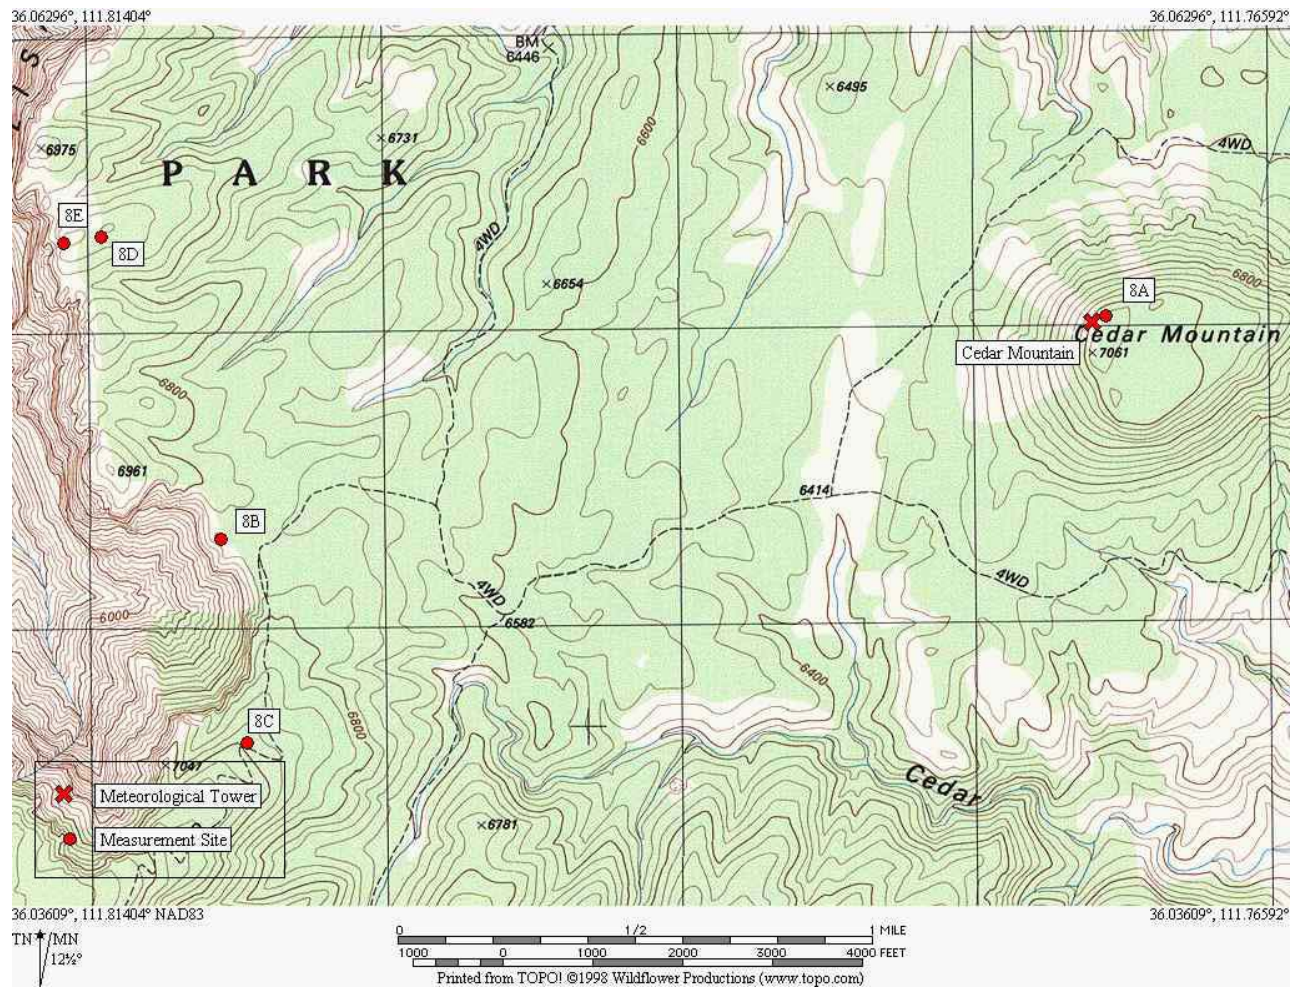 36.06296°, 111.81404°
36.06296°, 111.76592°
I S
BM
6446
×6495
6600
×6731
4WD
×6975
P A R K
8E
8D
4WD
6800
×6654
8A
Cedar Mountain
Cedar Mountain
×7061
6800
6961
6414
8B
4WD
4WD
6000
6582
6400
8C
6800
×7041
Cedar
Meteorological Tower
×6781
Measurement Site
36.03609°, 111.81404° NAD83
36.03609°, 111.76592°
TN MN
12½°
0 1/2 1 MILE
1000 0 1000 2000 3000 4000 FEET
Printed from TOPO! ©1998 Wildflower Productions (www.topo.com)